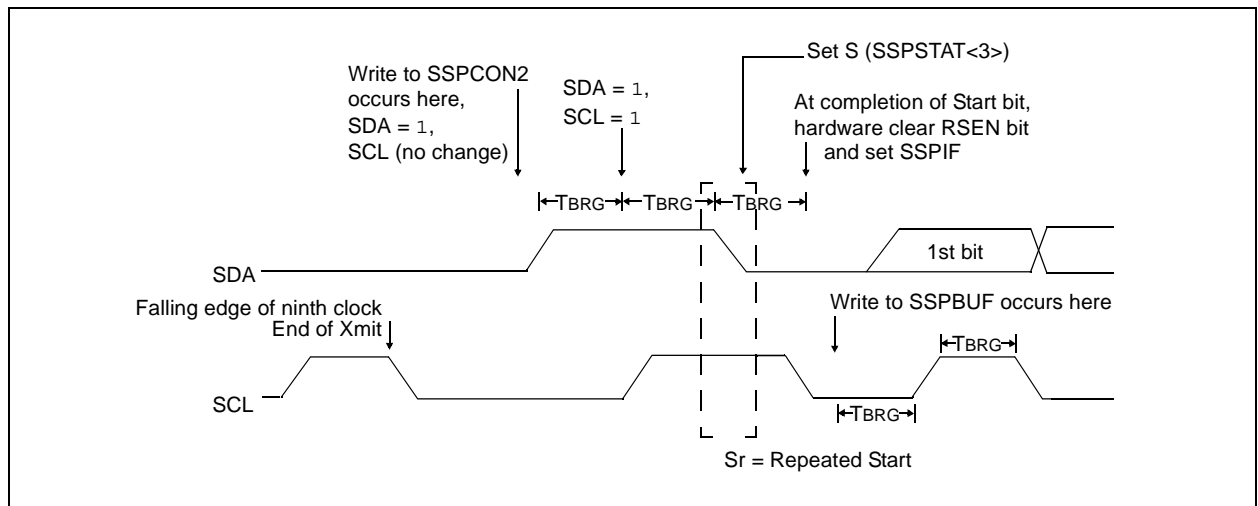 Set S (SSPSTAT<3>)
Write to SSPCON2
occurs here,
SDA = 1,
SCL (no change)
SDA = 1,
SCL = 1
At completion of Start bit,
hardware clear RSEN bit
and set SSPIF
TBRG
TBRG
TBRG
SDA
1st bit
Falling edge of ninth clock
End of Xmit
Write to SSPBUF occurs here
TBRG
SCL
TBRG
Sr = Repeated Start